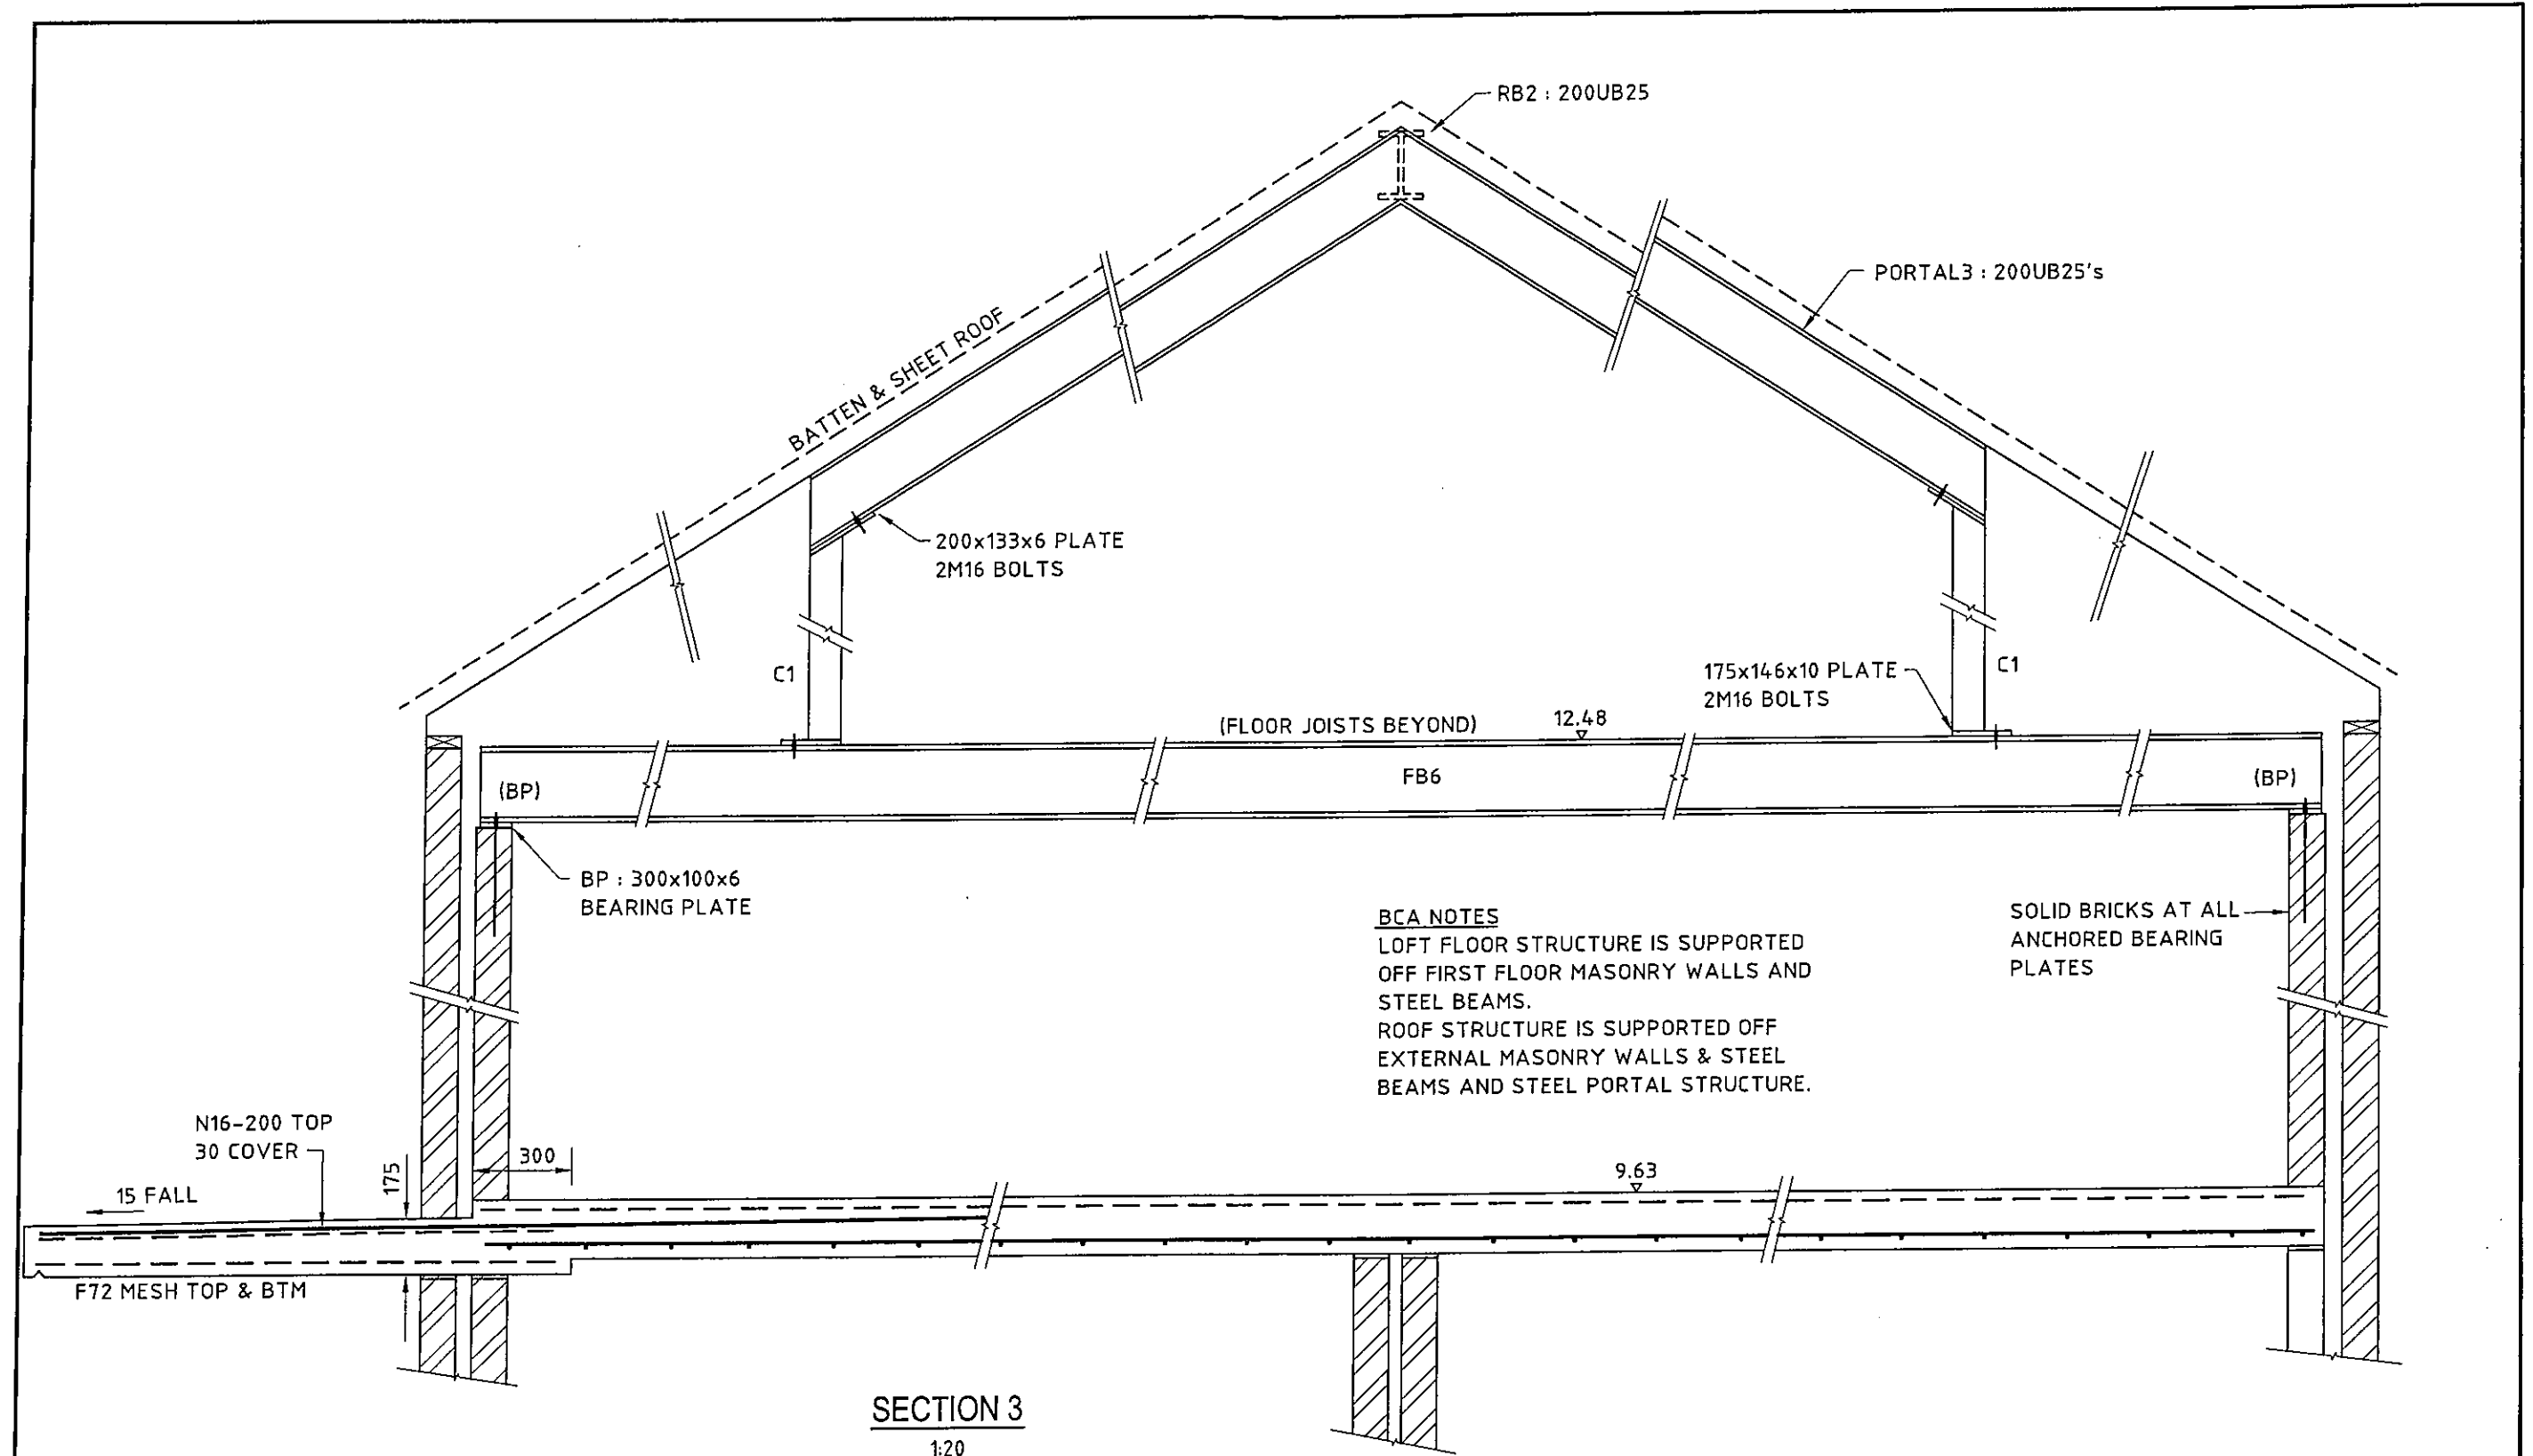 RB2 : 200UB25
PORTAL3 : 200UB25's
BATTEN & SHEET ROOF
200x133x6 PLATE
2M16 BOLTS
C1
175x146x10 PLATE
2M16 BOLTS
C1
(FLOOR JOISTS BEYOND)
12.48
(BP)
FB6
(BP)
BP : 300x100x6
BEARING PLATE
BCA NOTES
LOFT FLOOR STRUCTURE IS SUPPORTED
OFF FIRST FLOOR MASONRY WALLS AND
STEEL BEAMS.
ROOF STRUCTURE IS SUPPORTED OFF
EXTERNAL MASONRY WALLS & STEEL
BEAMS AND STEEL PORTAL STRUCTURE.
SOLID BRICKS AT ALL
ANCHORED BEARING
PLATES
N16-200 TOP
30 COVER
175
300
15 FALL
9.63
F72 MESH TOP & BTM
SECTION 3
1:20